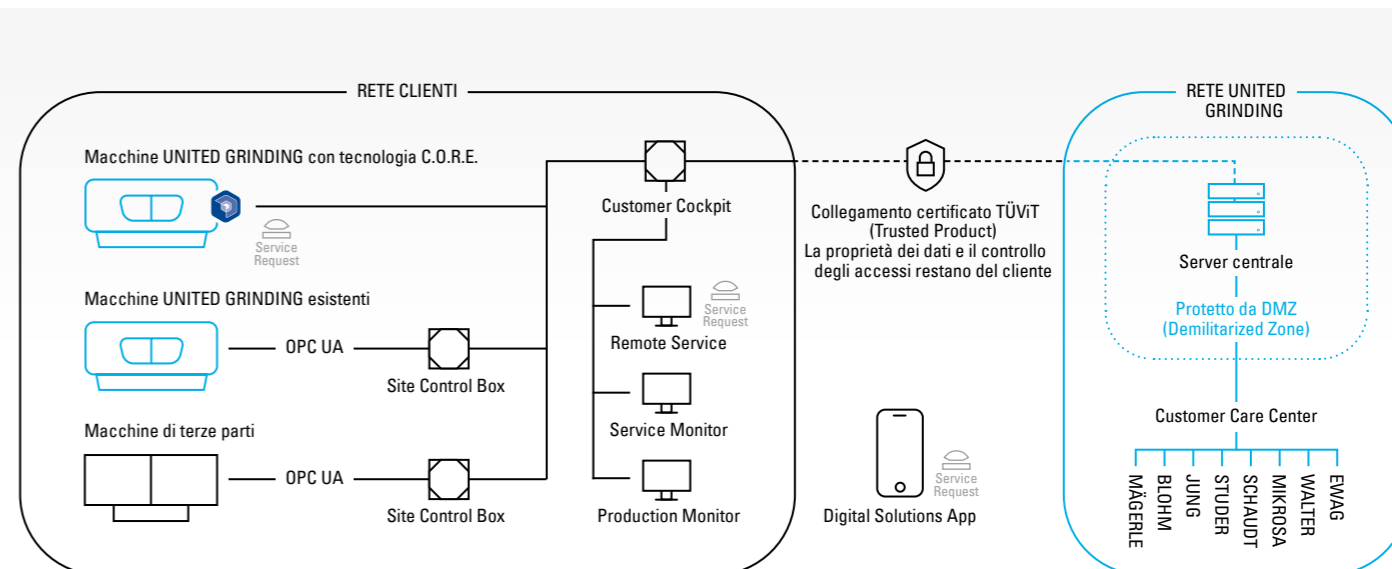 RETE CLIENTI
Macchine UNITED GRINDING con tecnologia C.O.R.E.
Service
Request
Macchine UNITED GRINDING esistenti
OPC UA
Site Control Box
Macchine di terze parti
OPC UA
Site Control Box
Customer Cockpit
Service
Request
Remote Service
Service Monitor
Production Monitor
Collegamento certificato TÜViT
(Trusted Product)
La proprietà dei dati e il controllo
degli accessi restano del cliente
Service
Request
Digital Solutions App
RETE UNITED
GRINDING
Server centrale
Protetto da DMZ
(Demilitarized Zone)
Customer Care Center
MÄGERLE
BLOHM
JUNG
STUDER
SCHAUDT
MIKROSA
WALTER
EWAG